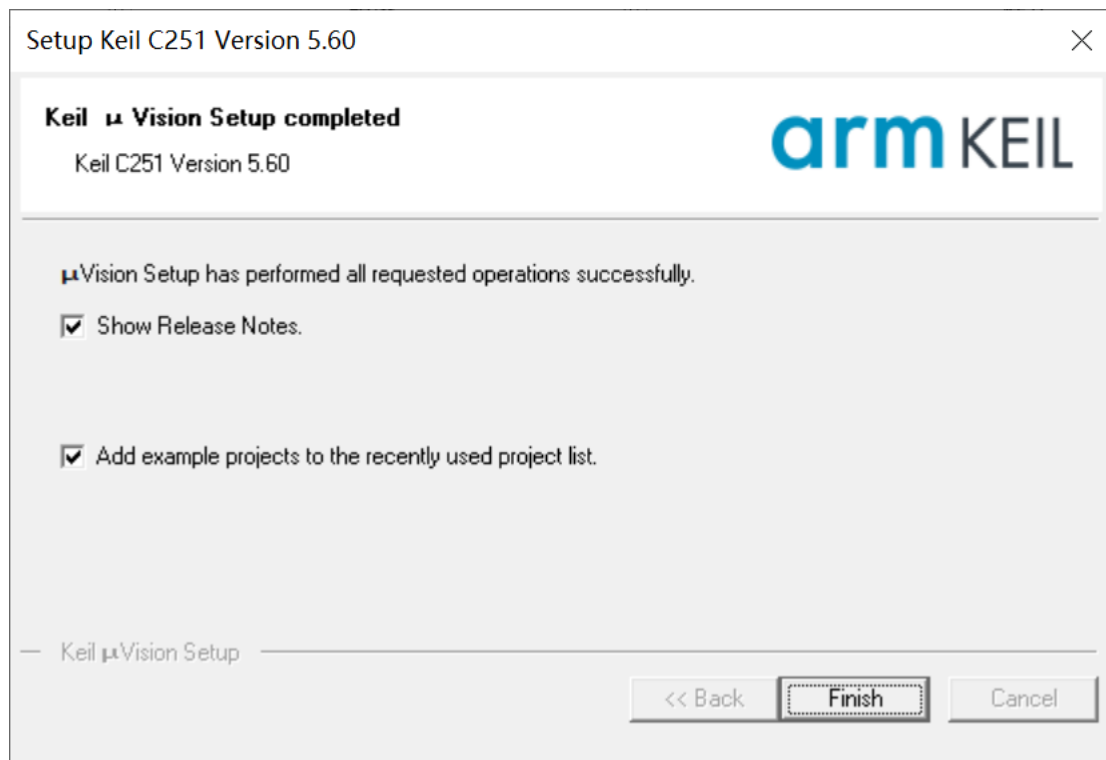 Setup Keil C251 Version 5.60
Keil μ Vision Setup completed
Keil C251 Version 5.60
arm KEIL
μVision Setup has performed all requested operations successfully.
Show Release Notes.
Add example projects to the recently used project list.
Keil μVision Setup
<< Back
Finish
Cancel